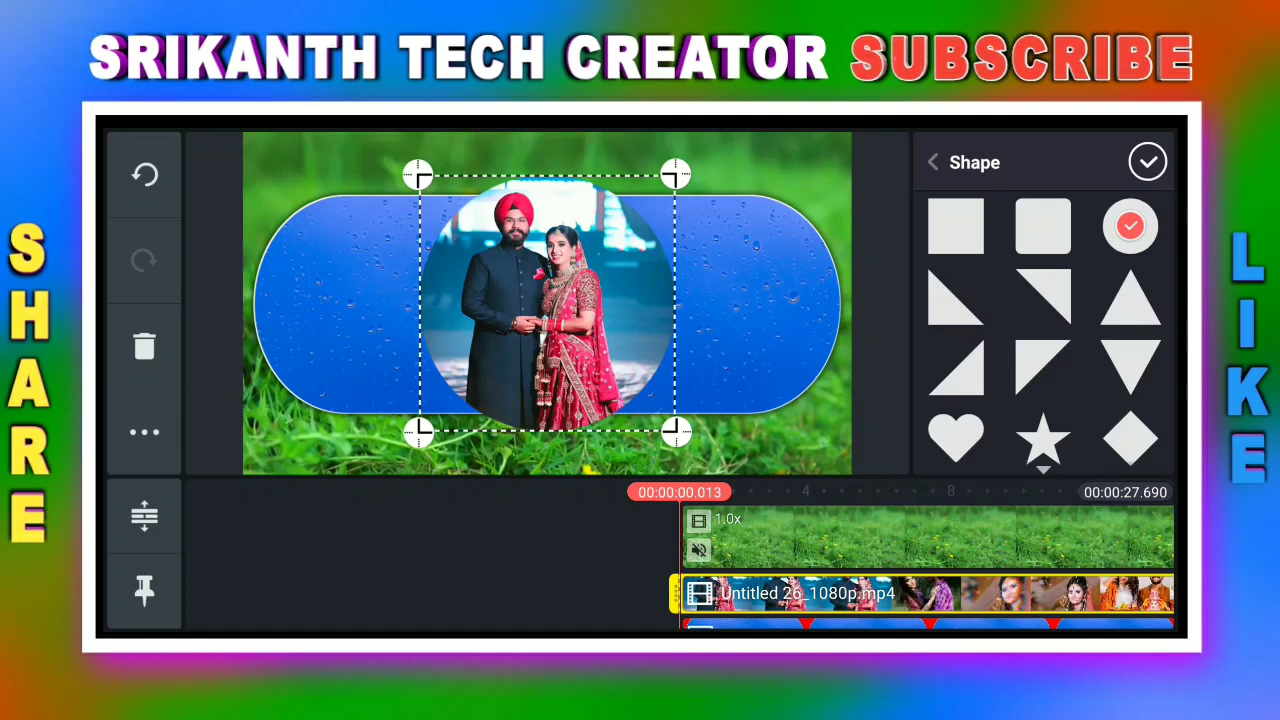 SRIKANTH TECH CREATOR SUBSCRIBE
SHARE
Shape
LIKE
00:00:00.013
4
8
00:00:27.690
1.0x
Untitled 26_1080p.mp4